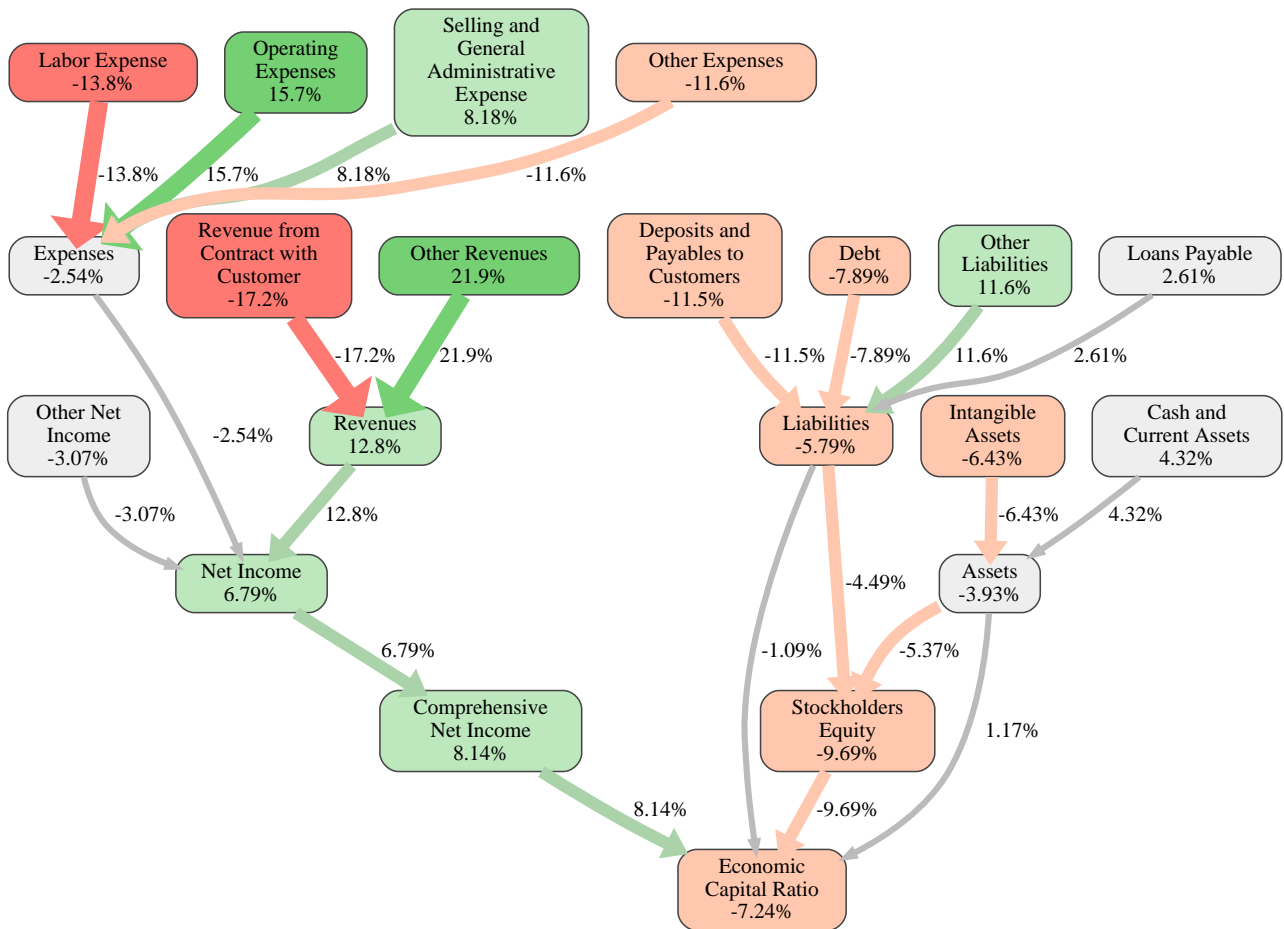 Labor Expense
-13.8%
Operating
Expenses
15.7%
Selling and
General
Administrative
Expense
8.18%
Other Expenses
-11.6%
-13.8%
15.7%
8.18%
-11.6%
Expenses
-2.54%
Revenue from
Contract with
Customer
-17.2%
Other Revenues
21.9%
Deposits and
Payables to
Customers
-11.5%
Debt
-7.89%
Other
Liabilities
11.6%
Loans Payable
2.61%
-17.2%
21.9%
-11.5%
-7.89%
11.6%
2.61%
Other Net
Income
-3.07%
-2.54%
Revenues
12.8%
Liabilities
-5.79%
Intangible
Assets
-6.43%
Cash and
Current Assets
4.32%
-3.07%
12.8%
-6.43%
4.32%
Net Income
6.79%
-4.49%
Assets
-3.93%
6.79%
-1.09%
-5.37%
Comprehensive
Net Income
8.14%
Stockholders
Equity
-9.69%
1.17%
8.14%
-9.69%
Economic
Capital Ratio
-7.24%